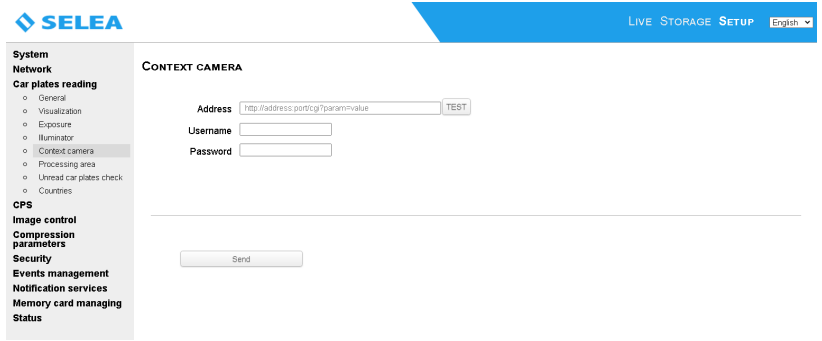 SELEA
LIVE STORAGE SETUP English
System
Network
Car plates reading
General
Visualization
Exposure
Illuminator
Context camera
Processing area
Unread car plates check
Countries
CPS
Image control
Compression
parameters
Security
Events management
Notification services
Memory card managing
Status
CONTEXT CAMERA
Address http://address:port/cgi?param=value TEST
Username
Password
Send